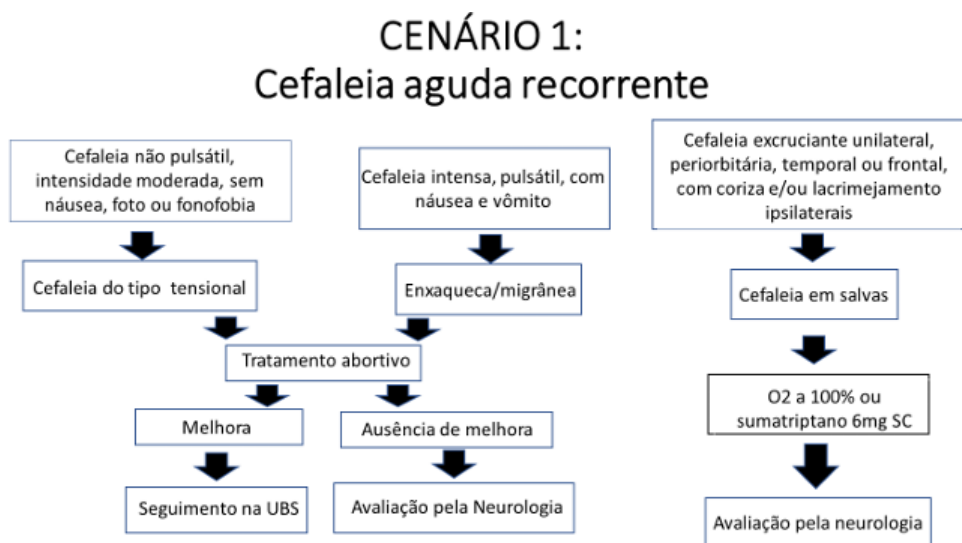 CENÁRIO 1:
Cefaleia aguda recorrente
Cefaleia não pulsátil,
intensidade moderada, sem
náusea, foto ou fonofobia
Cefaleia intensa, pulsátil, com
náusea e vômito
Cefaleia excruciante unilateral,
periorbitária, temporal ou frontal,
com coriza e/ou lacrimejamento
ipsilaterais
Cefaleia do tipo tensional
Enxaqueca/migrânea
Cefaleia em salvas
Tratamento abortivo
O2 a 100% ou
sumatriptano 6mg SC
Melhora
Ausência de melhora
Seguimento na UBS
Avaliação pela Neurologia
Avaliação pela neurologia